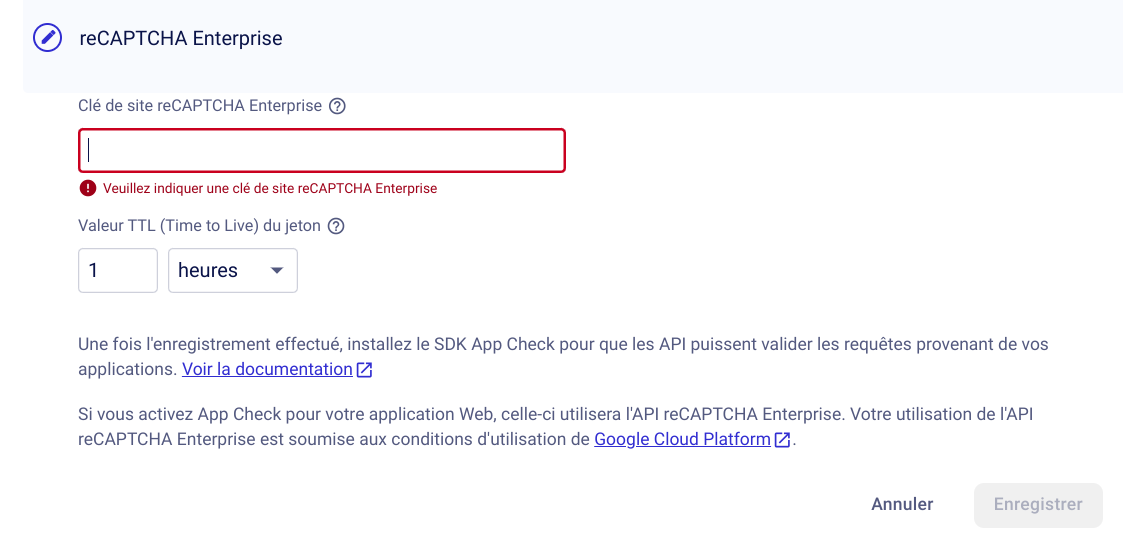 reCAPTCHA Enterprise
Clé de site reCAPTCHA Enterprise
Veuillez indiquer une clé de site reCAPTCHA Enterprise
Valeur TTL (Time to Live) du jeton
1 heures
Une fois l'enregistrement effectué, installez le SDK App Check pour que les API puissent valider les requêtes provenant de vos
applications. Voir la documentation
Si vous activez App Check pour votre application Web, celle-ci utilisera l'API reCAPTCHA Enterprise. Votre utilisation de l'API
reCAPTCHA Enterprise est soumise aux conditions d'utilisation de Google Cloud Platform.
Annuler Enregistrer